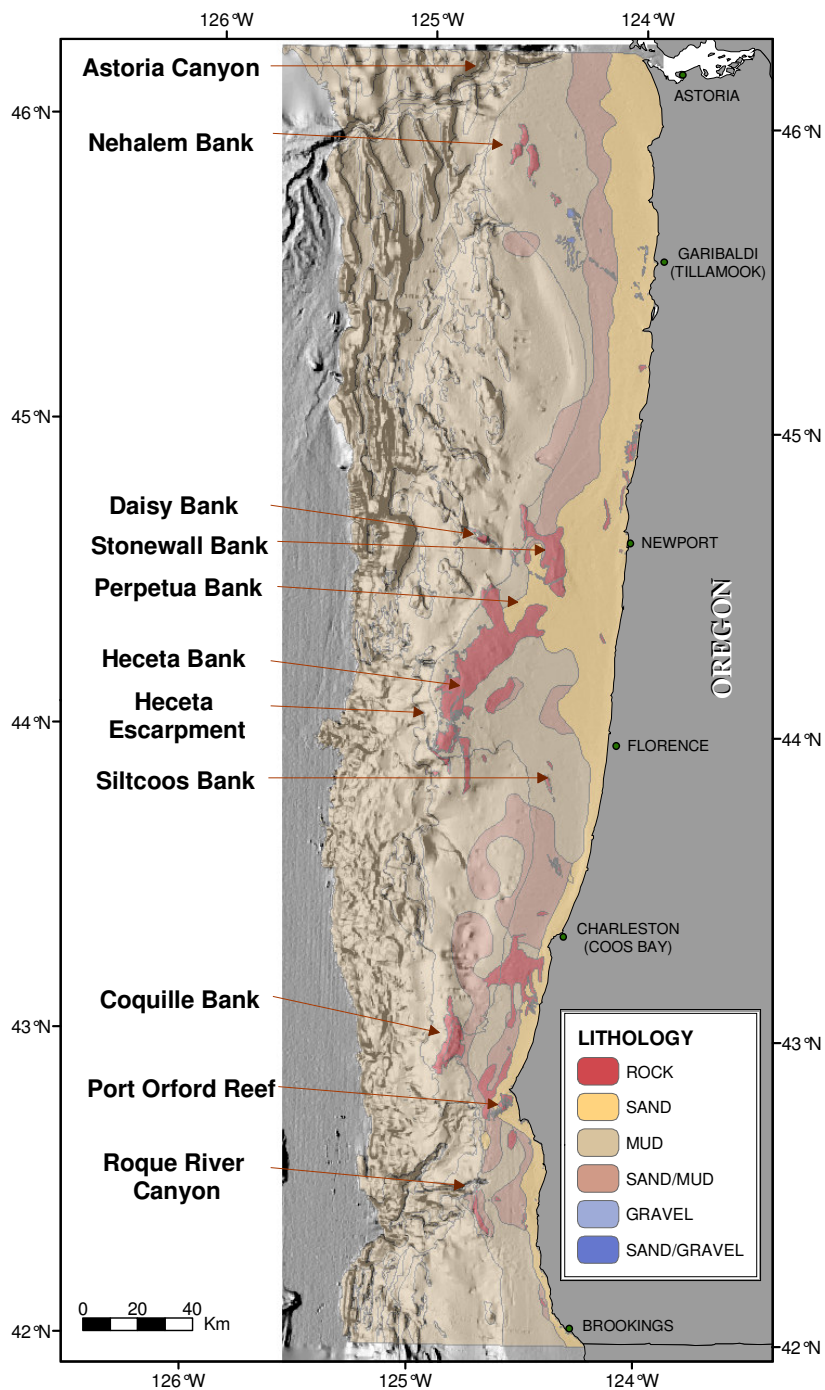 126°W
125°W
124°W
Astoria Canyon
ASTORIA
46°N
46°N
Nehalem Bank
GARIBALDI
(TILLAMOOK)
45°N
45°N
Daisy Bank
Stonewall Bank
NEWPORT
Perpetua Bank
OREGON
Heceta Bank
Heceta
Escarpment
44°N
44°N
FLORENCE
Siltcoos Bank
CHARLESTON
(COOS BAY)
Coquille Bank
43°N
43°N
Port Orford Reef
Roque River
Canyon
LITHOLOGY
ROCK
SAND
MUD
SAND/MUD
GRAVEL
SAND/GRAVEL
0 20 40
Km
BROOKINGS
42°N
42°N
126°W
125°W
124°W